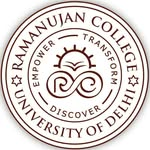 RAMANUJAN COLLEGE
UNIVERSITY OF DELHI
EMPOWER
TRANSFORM
DISCOVER